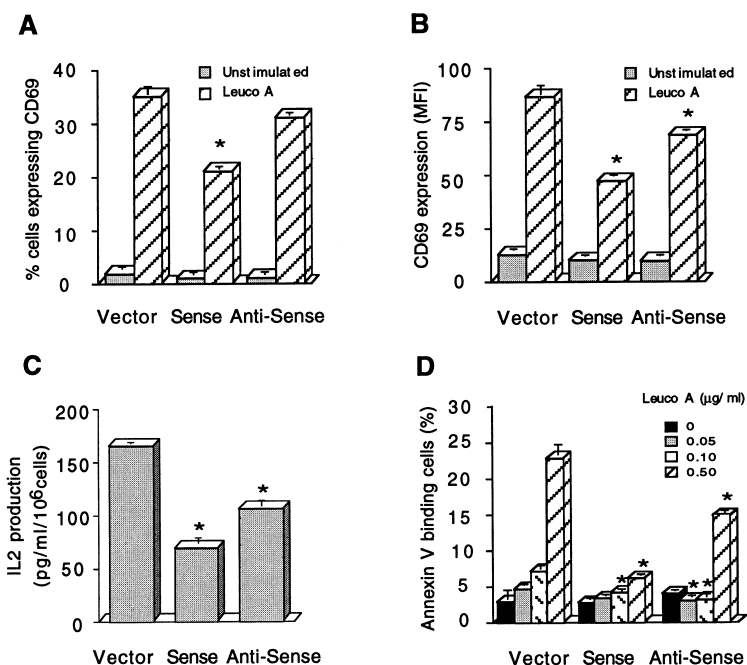 A
% cells expressing CD69
40
30
20
10
0
Unstimulated
Leuco A
*
Vector Sense Anti-Sense
B
CD69 expression (MFI)
100
75
50
25
0
Unstimulated
Leuco A
*
*
Vector Sense Anti-Sense
C
IL2 production
(pg/ml/10⁶cells)
200
150
100
50
0
*
*
Vector Sense Anti-Sense
D
Annexin V binding cells (%)
30
25
20
15
10
5
0
Leuco A (µg/ ml)
0
0.05
0.10
0.50
*
*
* *
*
Vector Sense Anti-Sense